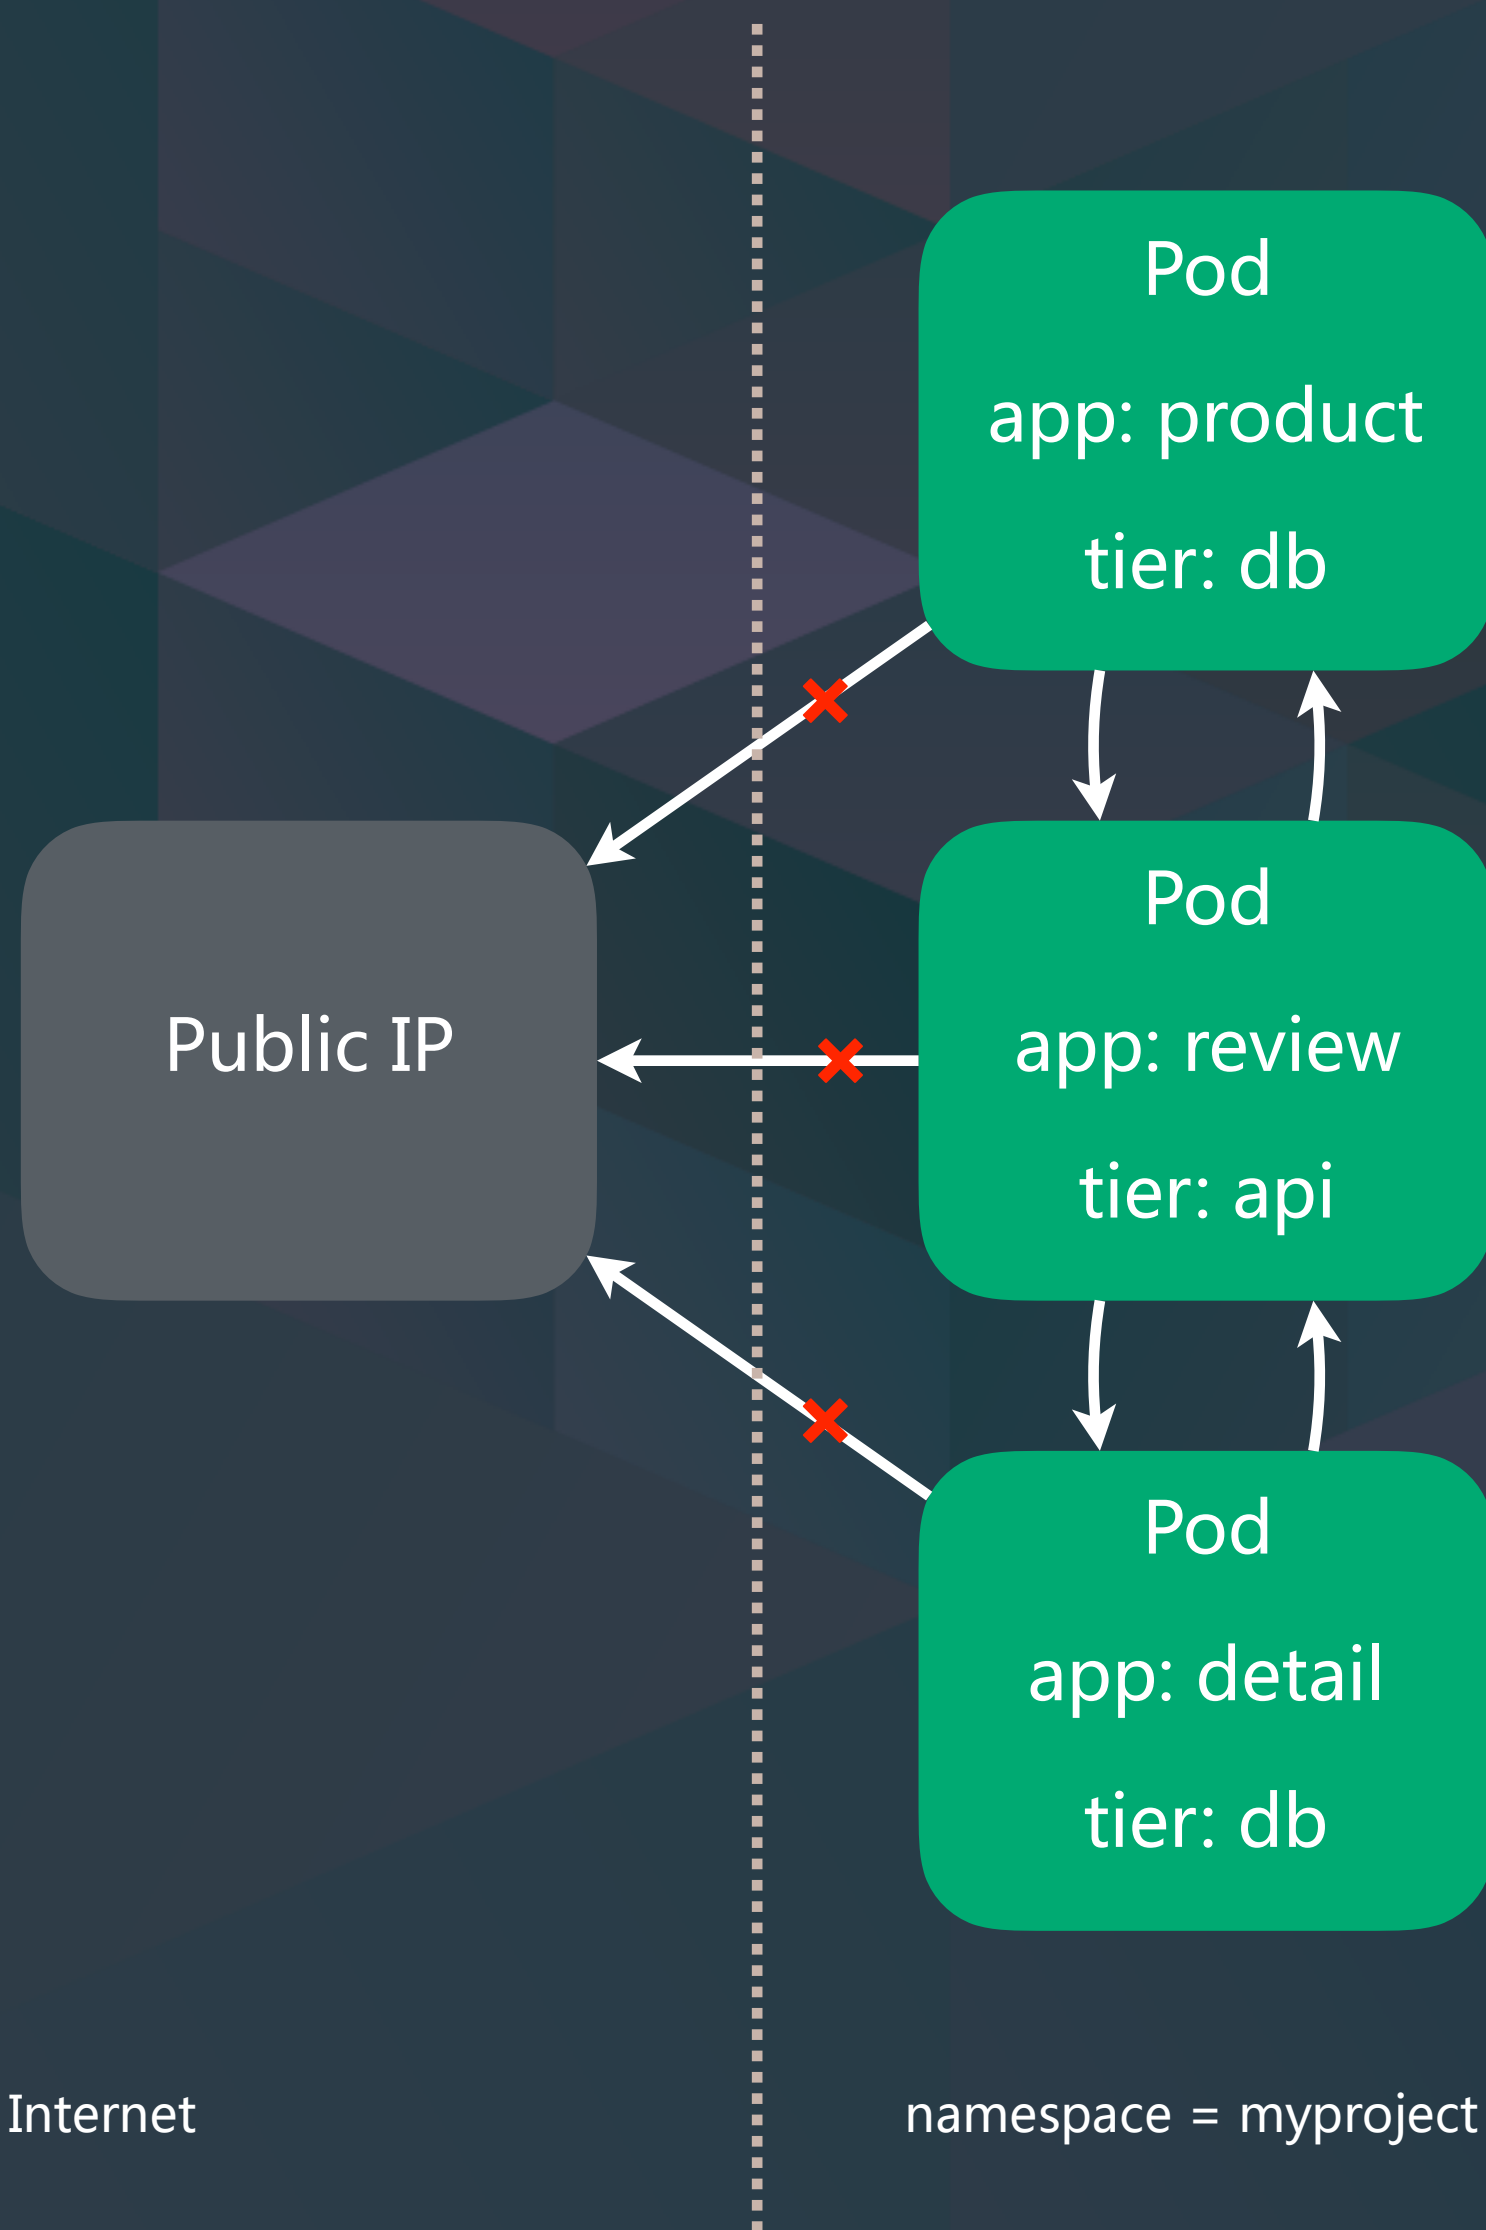 Pod
app: product
tier: db
Public IP
Pod
app: review
tier: api
Pod
app: detail
tier: db
Internet
namespace = myproject